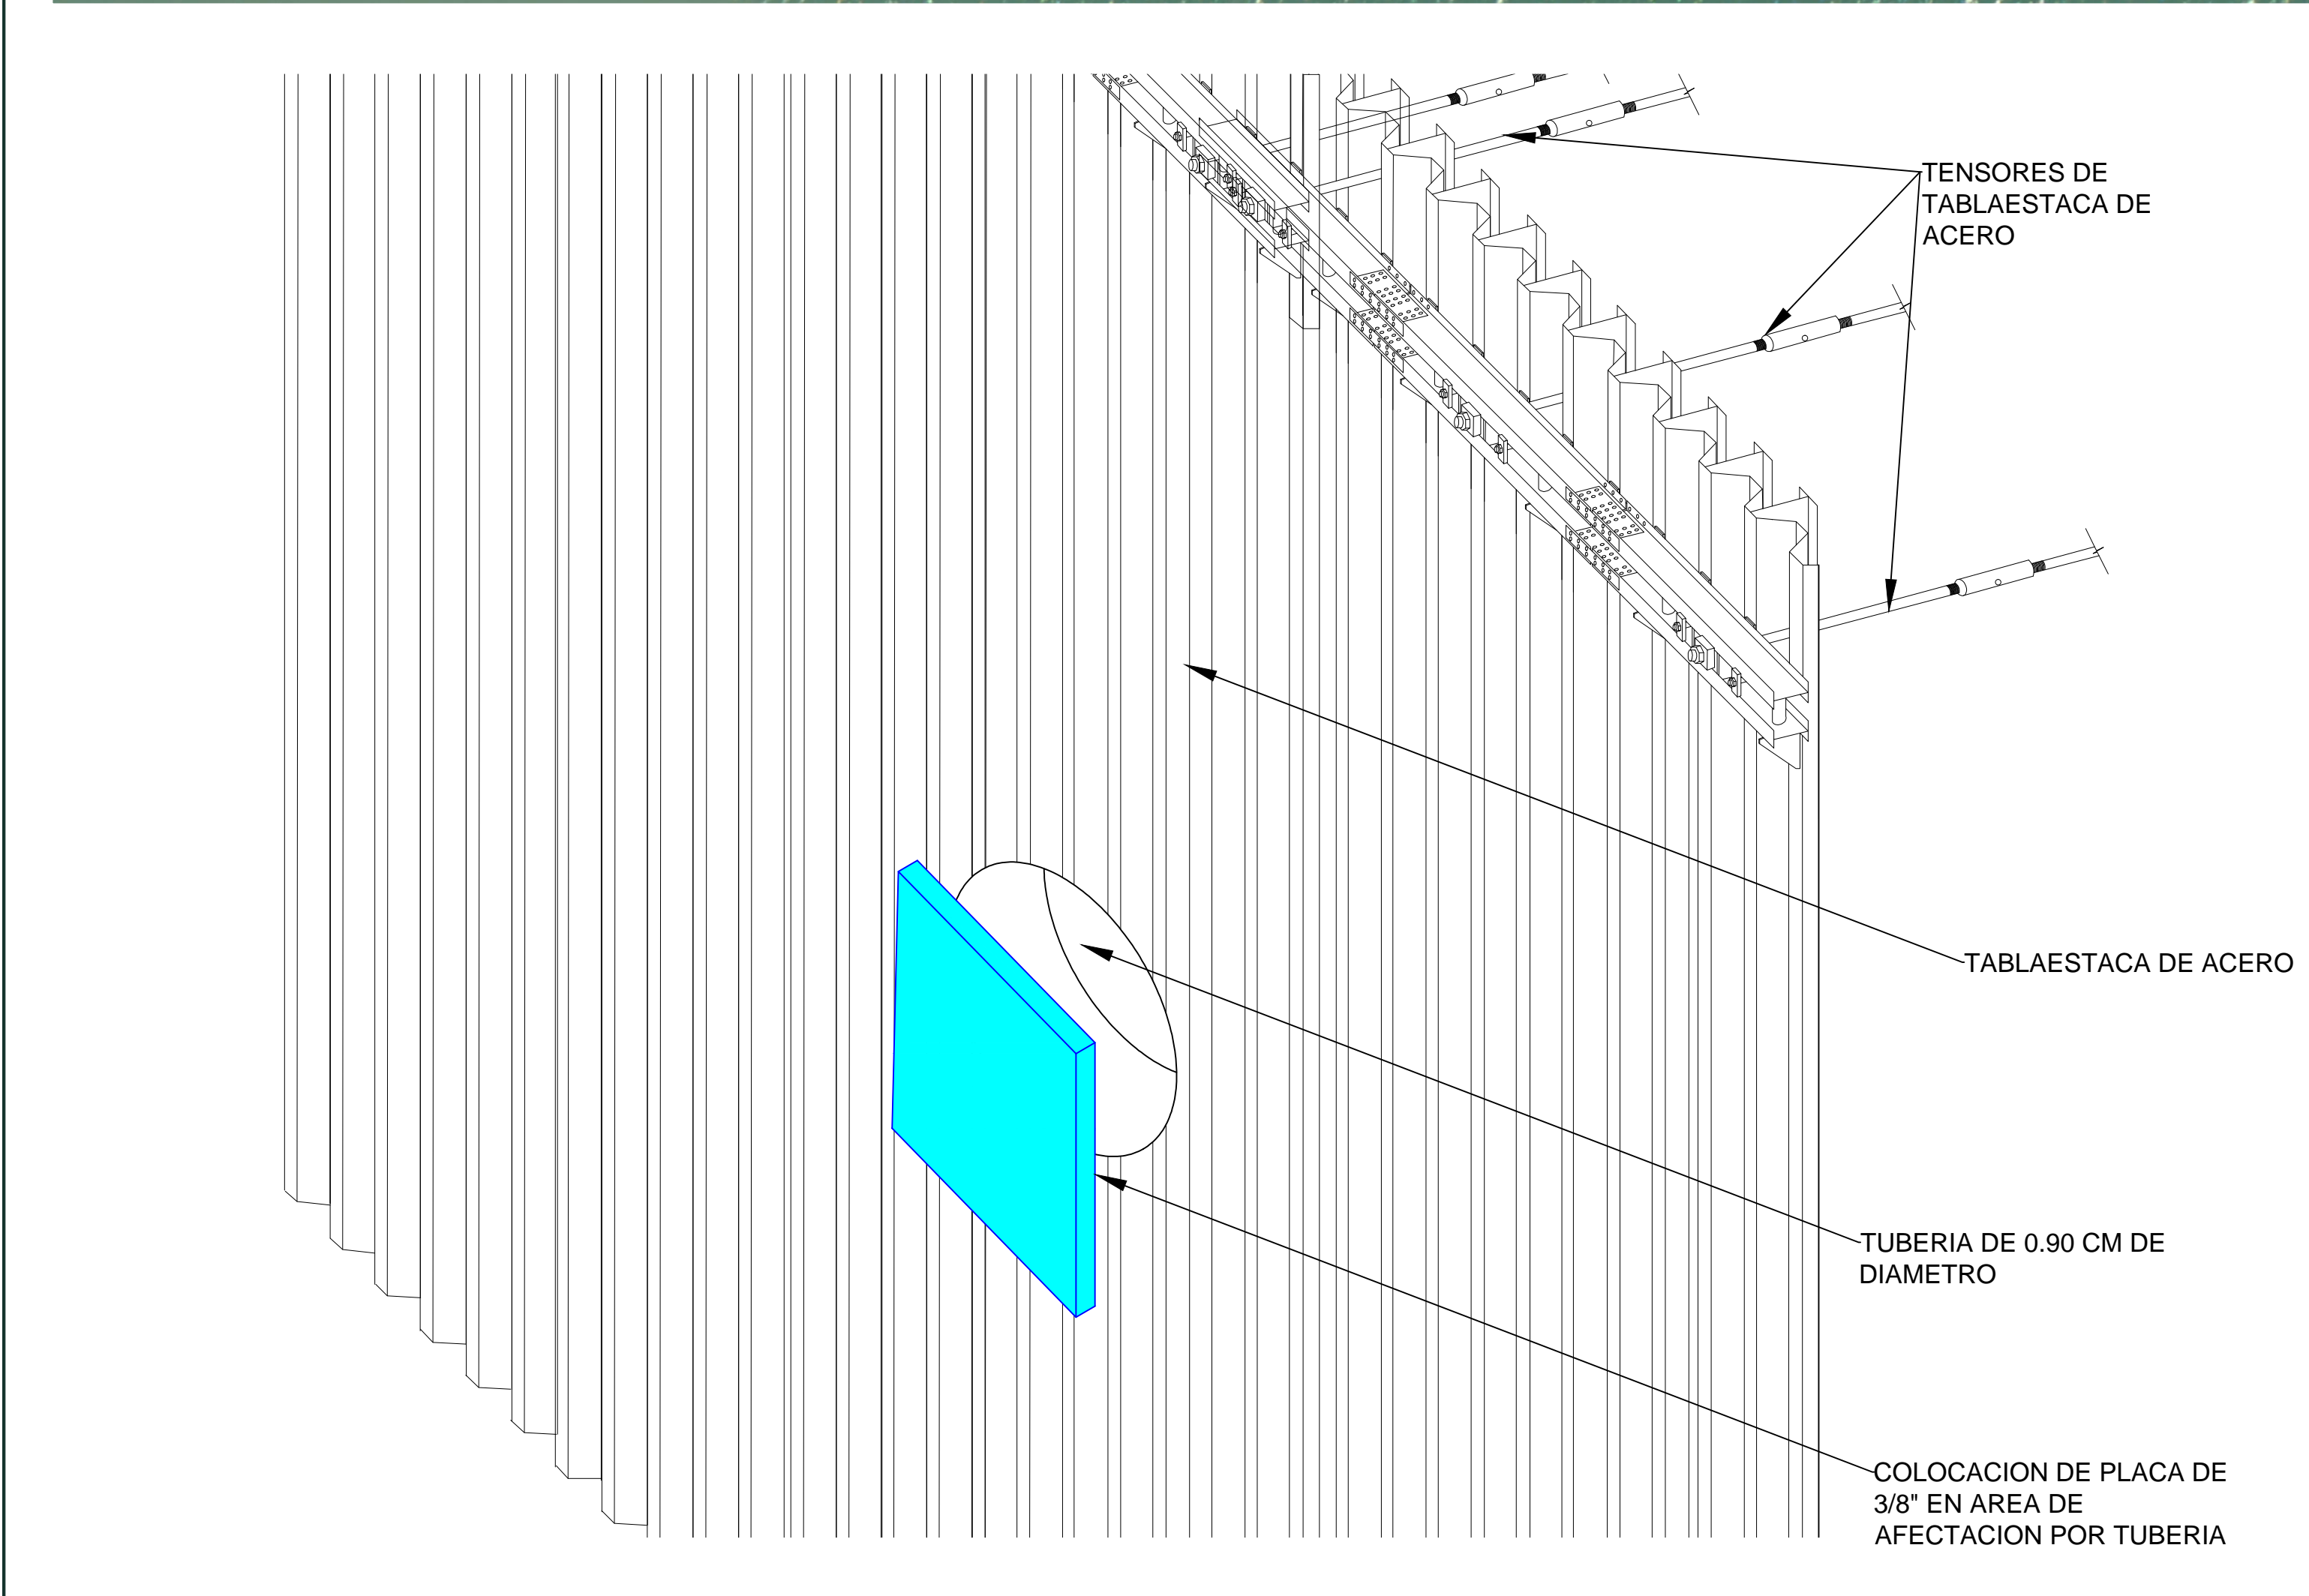 TENSORES DE
TABLAESTACA DE
ACERO
TABLAESTACA DE ACERO
TUBERIA DE 0.90 CM DE
DIAMETRO
COLOCACION DE PLACA DE
3/8" EN AREA DE
AFECTACION POR TUBERIA